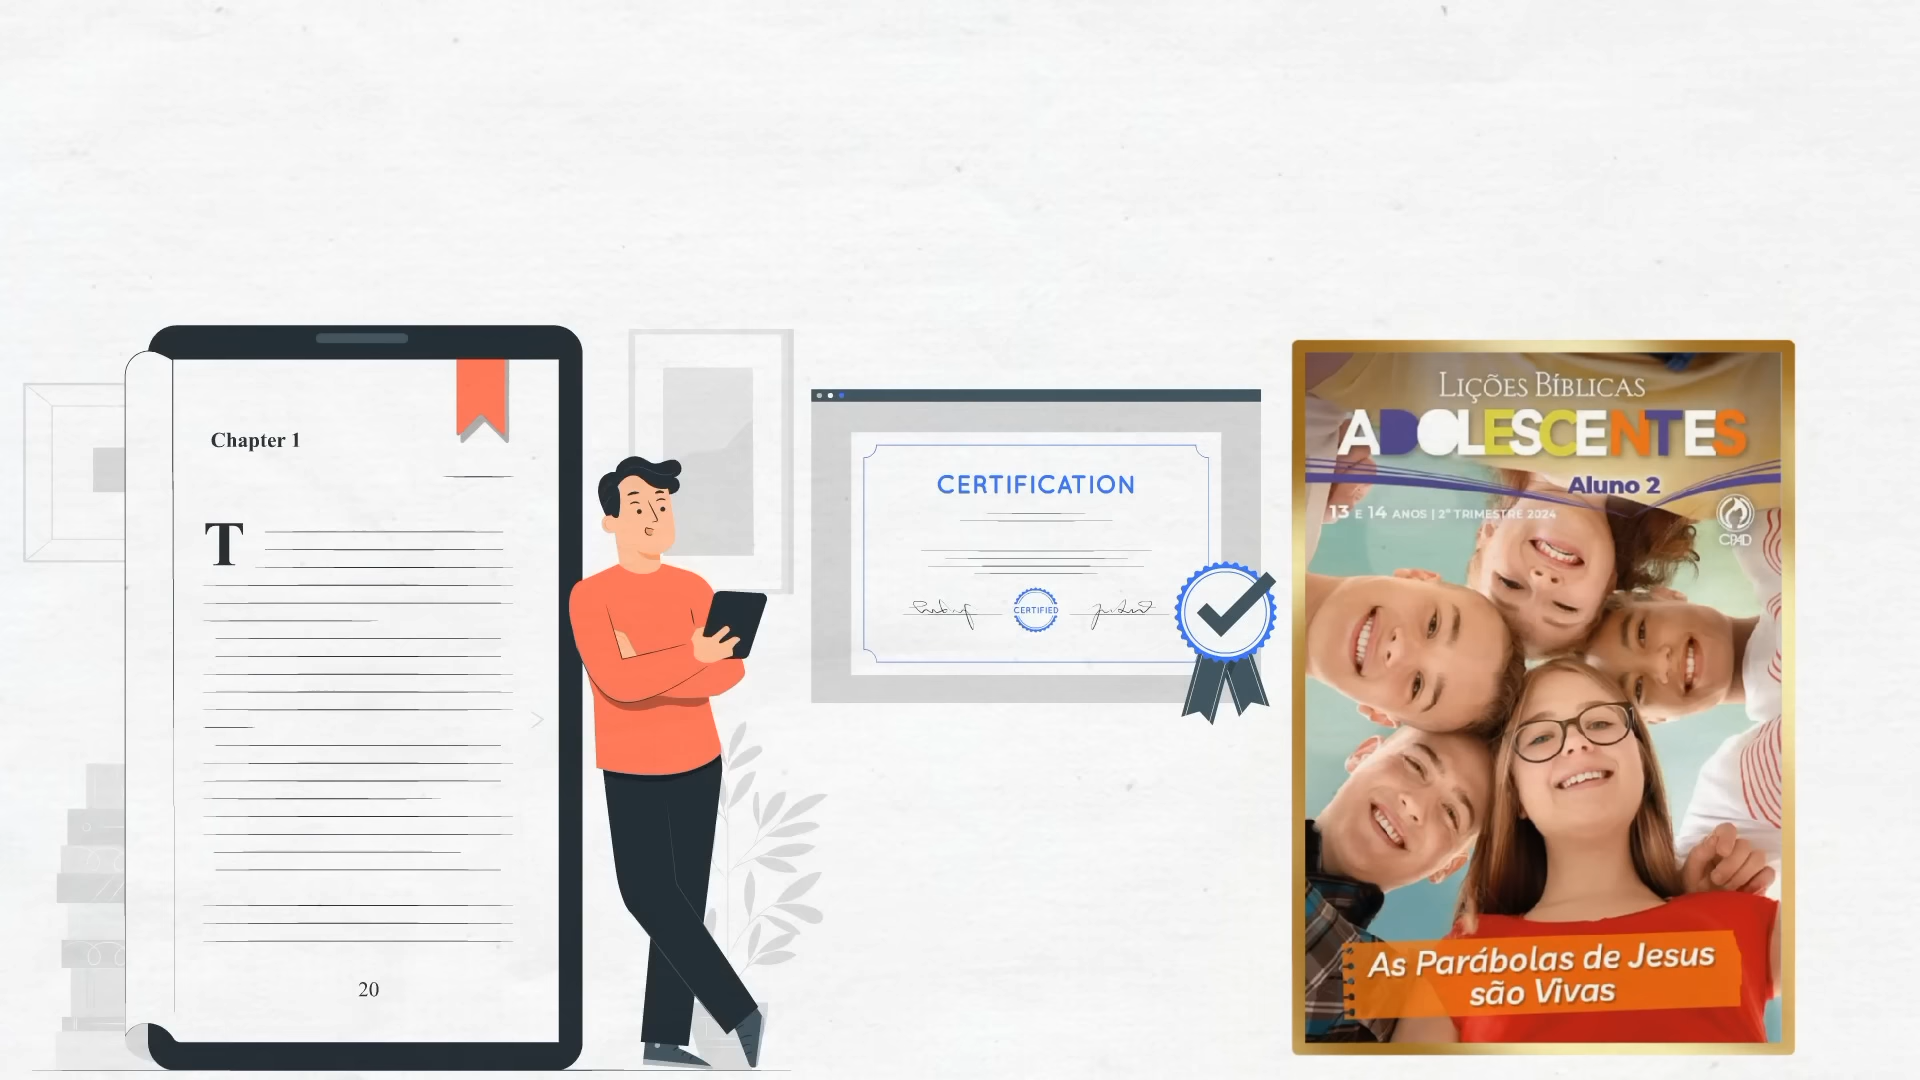 Chapter 1
T
20
CERTIFICATION
CERTIFIED
LIÇÕES BÍBLICAS
ADOLESCENTES
Aluno 2
13 E 14 ANOS | 2º TRIMESTRE 2024
CPAD
As Parábolas de Jesus
são Vivas